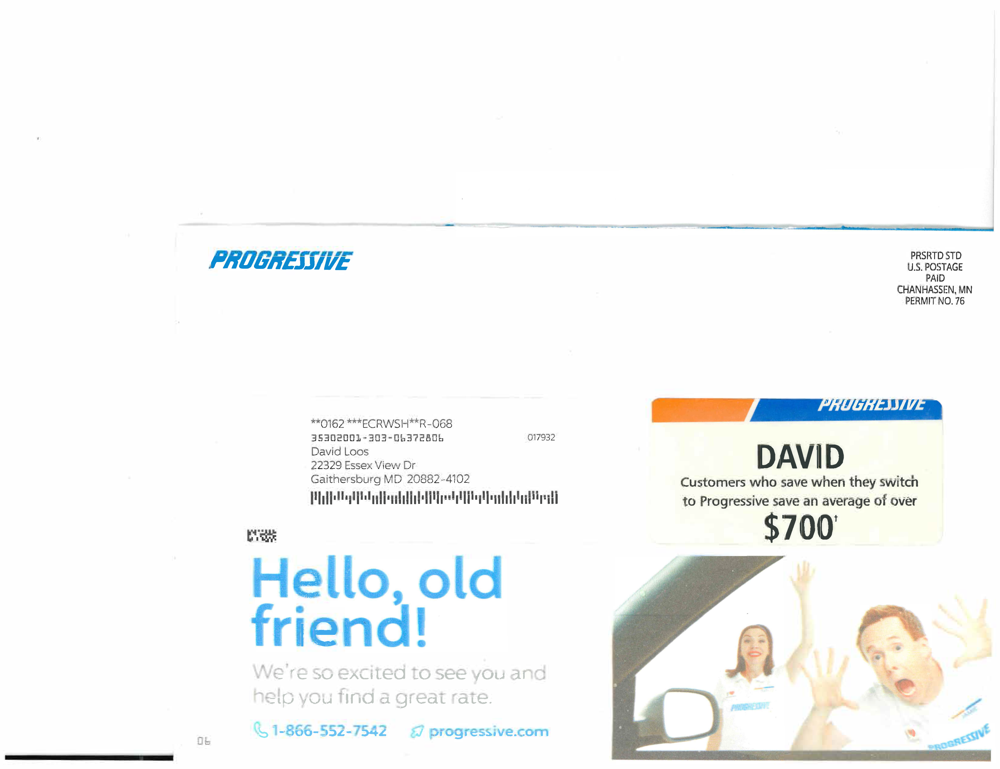 PROGRESSIVE
PRSRTD STD
U.S. POSTAGE
PAID
CHANHASSEN, MN
PERMIT NO. 76
**0162 ***ECRWSH**R-068
35302001-303-06372806 017932
David Loos
22329 Essex View Dr
Gaithersburg MD 20882-4102
PROGRESSIVE
DAVID
Customers who save when they switch
to Progressive save an average of over
$700†
Hello, old
friend!
We're so excited to see you and
help you find a great rate.
1-866-552-7542 progressive.com
06
PROGRESSIVE
JAMIE
PROGRESSIVE